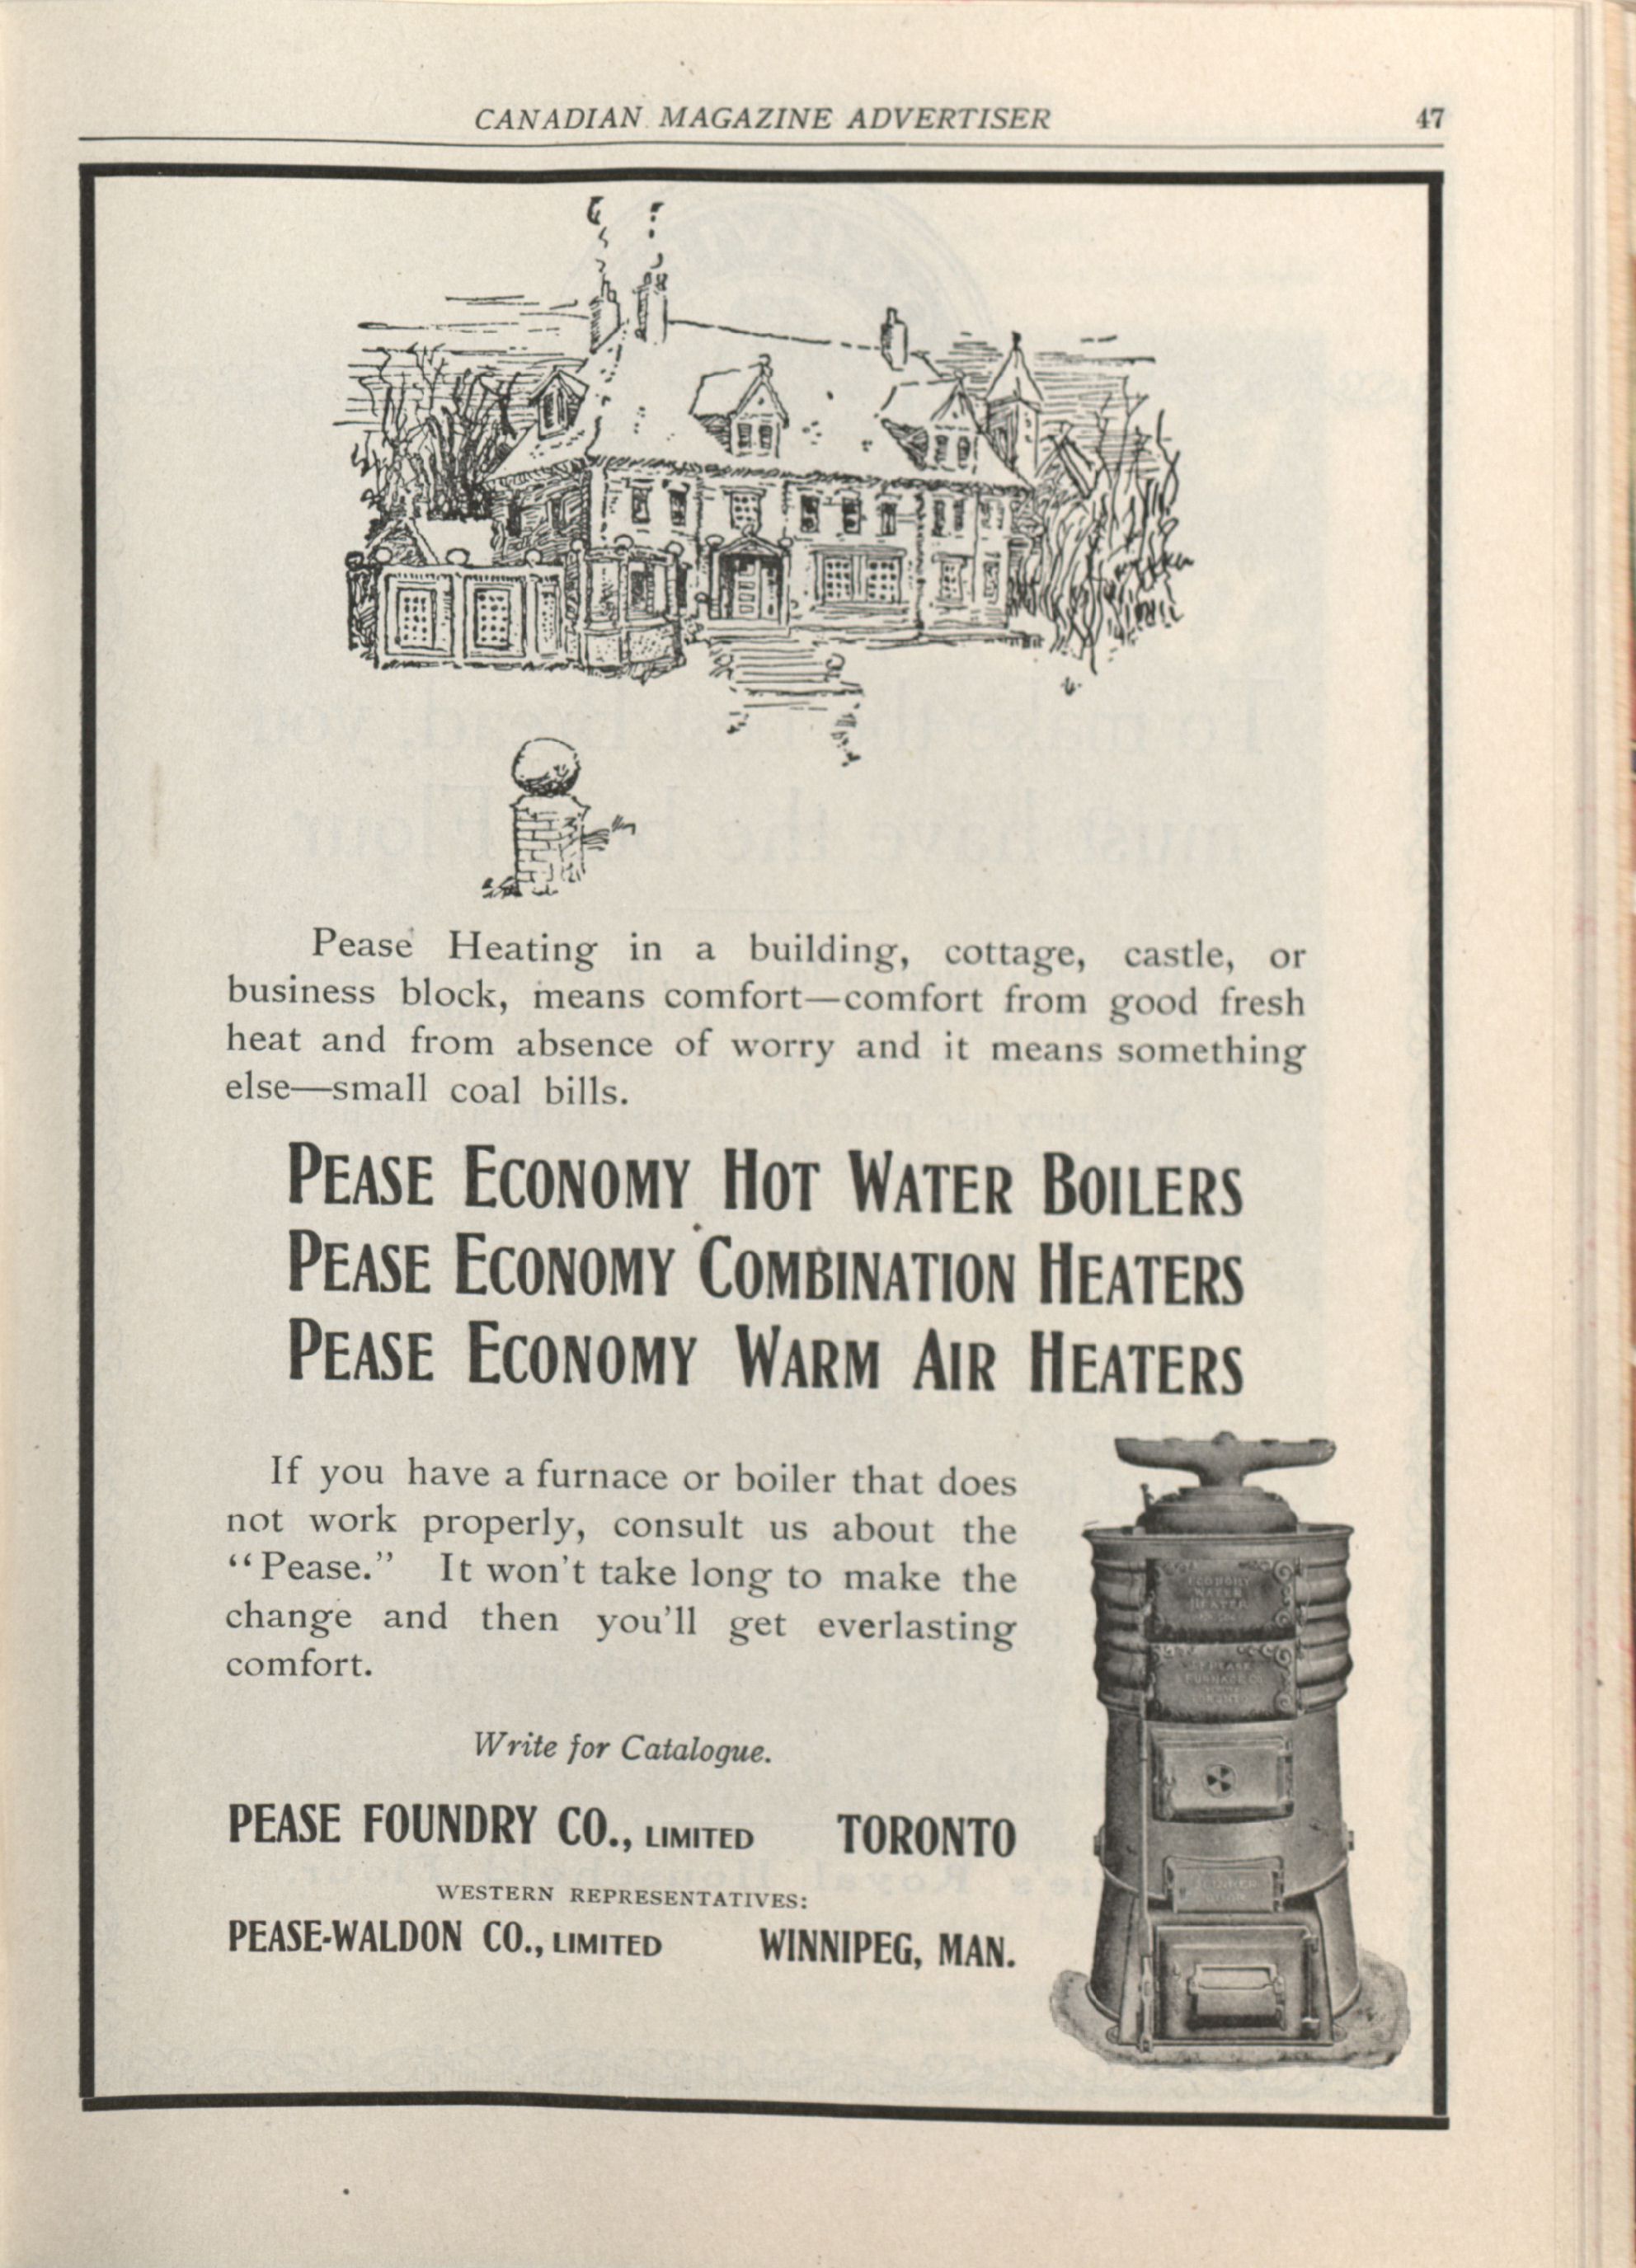 CANADIAN MAGAZINE ADVERTISER 47
Pease Heating in a building, cottage, castle, or
business block, means comfort—comfort from good fresh
heat and from absence of worry and it means something
else—small coal bills.
PEASE ECONOMY HOT WATER BOILERS
PEASE ECONOMY COMBINATION HEATERS
PEASE ECONOMY WARM AIR HEATERS
If you have a furnace or boiler that does
not work properly, consult us about the
“Pease.” It won't take long to make the
change and then you'll get everlasting
comfort.
ECONOMY
WATER
HEATER
FURNACE
Write for Catalogue.
PEASE FOUNDRY CO., LIMITED TORONTO
WESTERN REPRESENTATIVES:
PEASE-WALDON CO., LIMITED WINNIPEG, MAN.